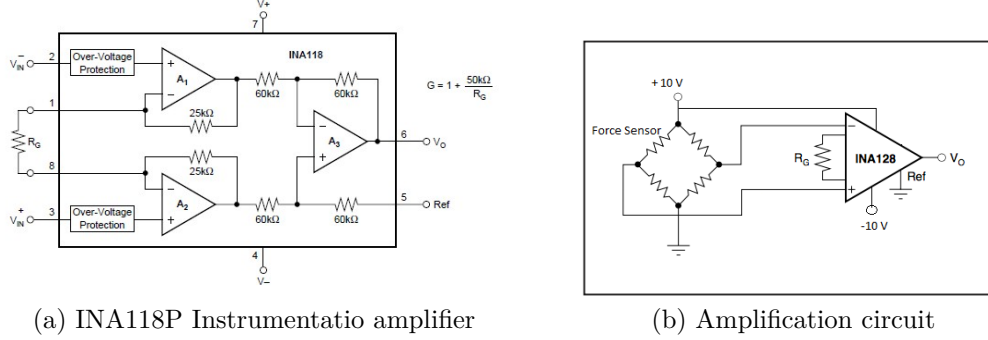 V+
7
INA118
V–IN
2
Over-Voltage
Protection
+
A1
–
60kΩ
60kΩ
G = 1 + 50kΩ / RG
1
25kΩ
RG
–
A3
+
6
VO
8
25kΩ
–
A2
+
60kΩ
60kΩ
5
Ref
V+IN
3
Over-Voltage
Protection
4
V–
(a) INA118P Instrumentatio amplifier
+10 V
Force Sensor
–
RG
INA128
VO
+
Ref
-10 V
(b) Amplification circuit